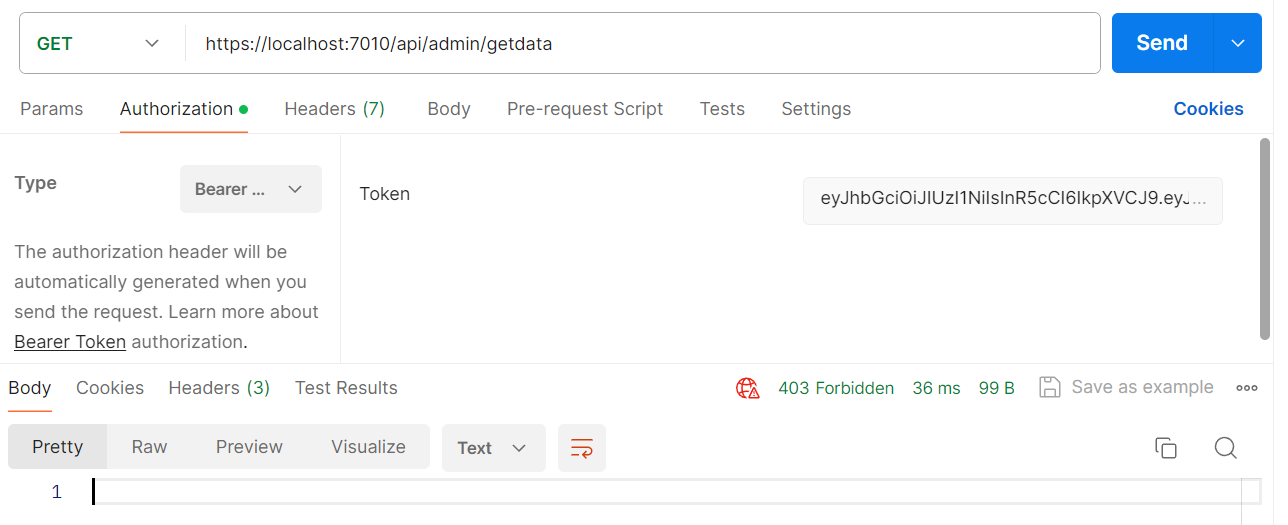 GET https://localhost:7010/api/admin/getdata Send
Params Authorization Headers (7) Body Pre-request Script Tests Settings Cookies
Type Bearer ... Token eyJhbGciOiJIUzI1NiIsInR5cCI6IkpXVCJ9.eyJ...
The authorization header will be
automatically generated when you
send the request. Learn more about
Bearer Token authorization.
Body Cookies Headers (3) Test Results 403 Forbidden 36 ms 99 B Save as example
Pretty Raw Preview Visualize Text
1